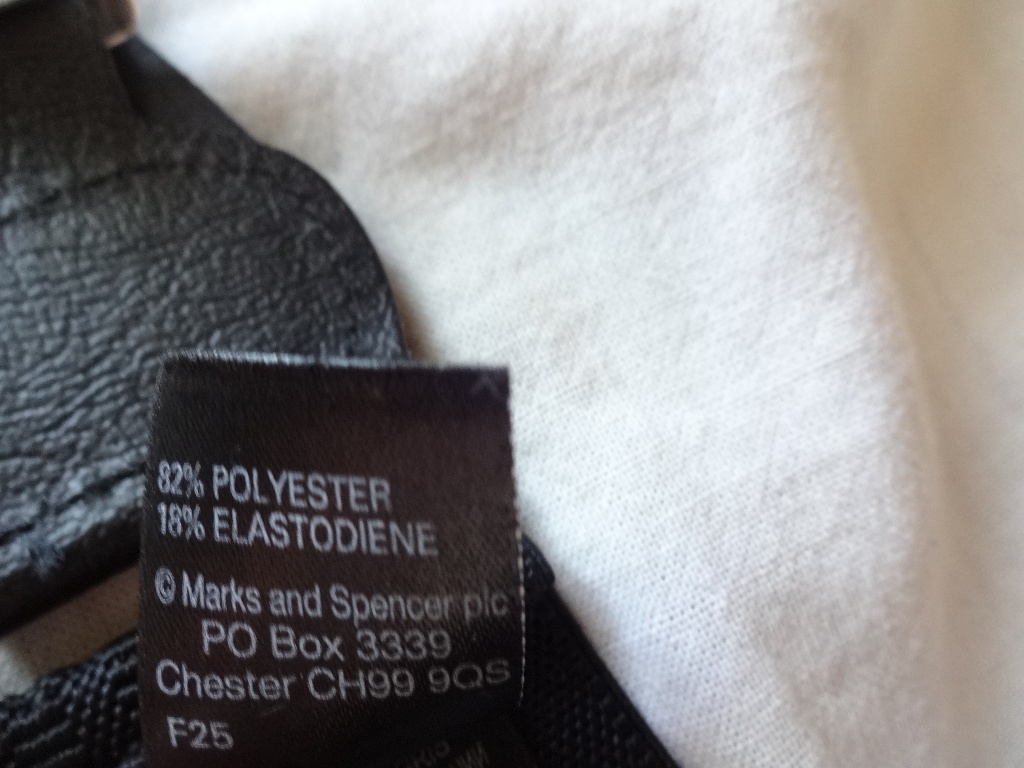 82% POLYESTER
18% ELASTODIENE
© Marks and Spencer plc
PO Box 3339
Chester CH99 9QS
F25